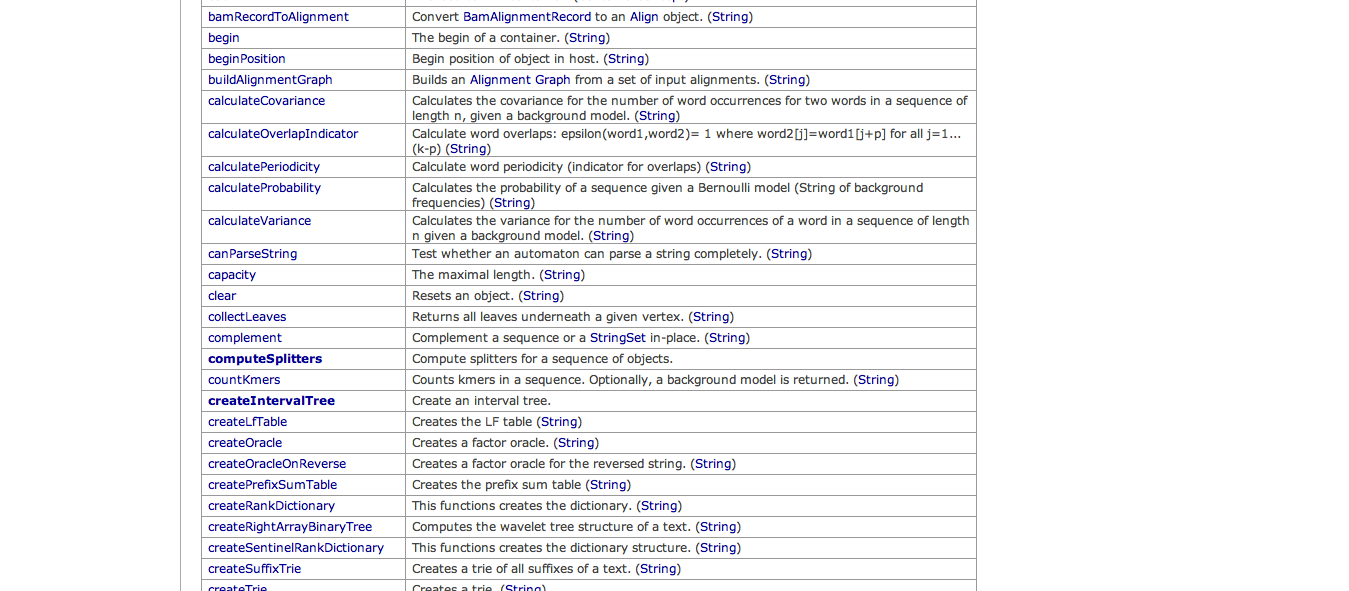 bamRecordToAlignment Convert BamAlignmentRecord to an Align object. (String)
begin The begin of a container. (String)
beginPosition Begin position of object in host. (String)
buildAlignmentGraph Builds an Alignment Graph from a set of input alignments. (String)
calculateCovariance Calculates the covariance for the number of word occurrences for two words in a sequence of
length n, given a background model. (String)
calculateOverlapIndicator Calculate word overlaps: epsilon(word1,word2)= 1 where word2[j]=word1[j+p] for all j=1...
(k-p) (String)
calculatePeriodicity Calculate word periodicity (indicator for overlaps) (String)
calculateProbability Calculates the probability of a sequence given a Bernoulli model (String of background
frequencies) (String)
calculateVariance Calculates the variance for the number of word occurrences of a word in a sequence of length
n given a background model. (String)
canParseString Test whether an automaton can parse a string completely. (String)
capacity The maximal length. (String)
clear Resets an object. (String)
collectLeaves Returns all leaves underneath a given vertex. (String)
complement Complement a sequence or a StringSet in-place. (String)
computeSplitters Compute splitters for a sequence of objects.
countKmers Counts kmers in a sequence. Optionally, a background model is returned. (String)
createIntervalTree Create an interval tree.
createLfTable Creates the LF table (String)
createOracle Creates a factor oracle. (String)
createOracleOnReverse Creates a factor oracle for the reversed string. (String)
createPrefixSumTable Creates the prefix sum table (String)
createRankDictionary This functions creates the dictionary. (String)
createRightArrayBinaryTree Computes the wavelet tree structure of a text. (String)
createSentinelRankDictionary This functions creates the dictionary structure. (String)
createSuffixTrie Creates a trie of all suffixes of a text. (String)
createTrie Creates a trie. (String)